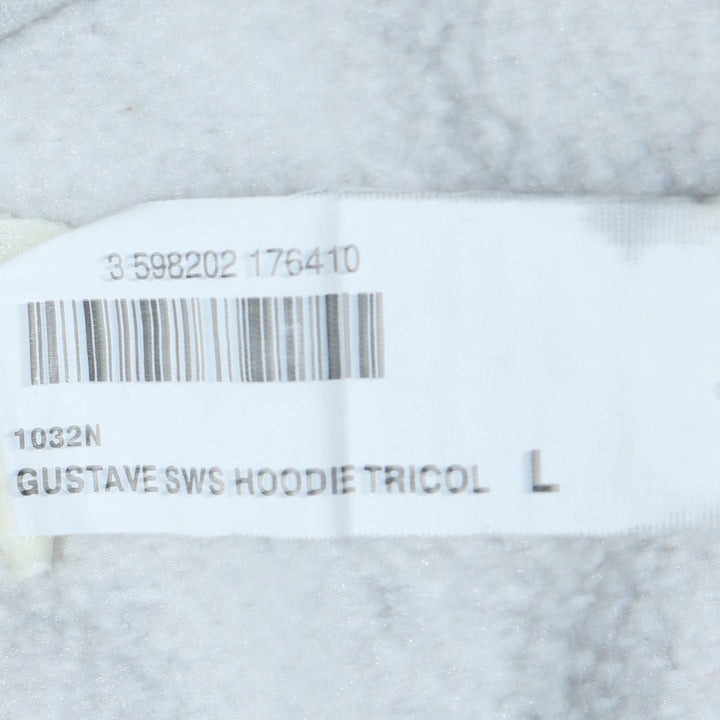 3 598202 176410
1032N
GUSTAVE SWS HOODIE TRICOL L